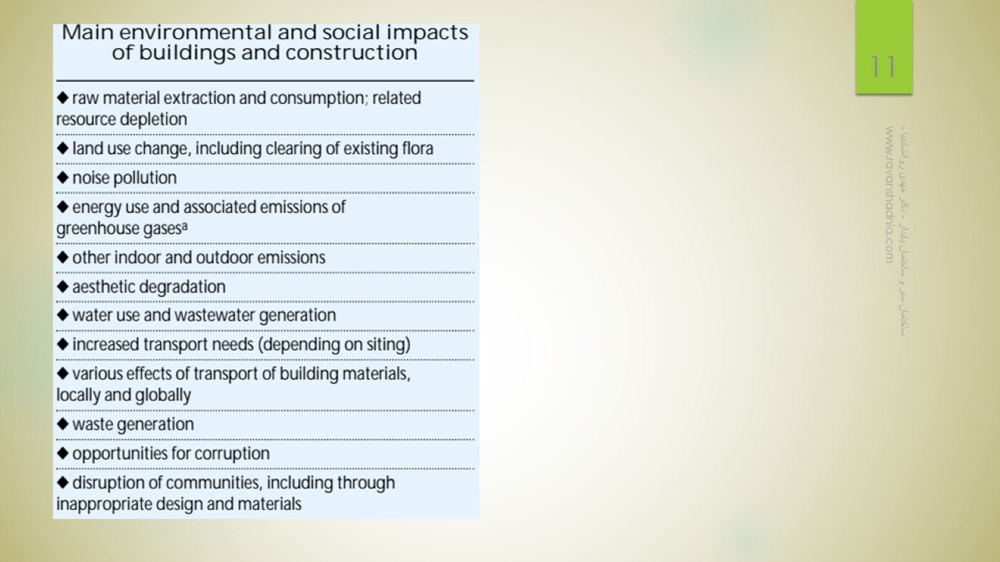 Main environmental and social impacts
of buildings and construction
◆ raw material extraction and consumption; related
resource depletion
◆ land use change, including clearing of existing flora
◆ noise pollution
◆ energy use and associated emissions of
greenhouse gasesª
◆ other indoor and outdoor emissions
◆ aesthetic degradation
◆ water use and wastewater generation
◆ increased transport needs (depending on siting)
◆ various effects of transport of building materials,
locally and globally
◆ waste generation
◆ opportunities for corruption
◆ disruption of communities, including through
inappropriate design and materials
11
ساختمان سبز و ساختمان پایدار - دکتر مهدی روانشادنیا -
www.ravanshadnia.com